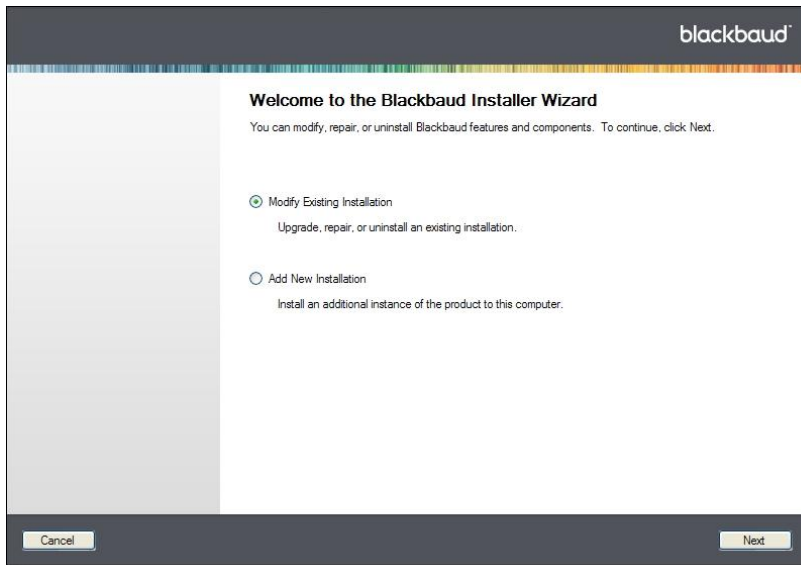 blackbaud
Welcome to the Blackbaud Installer Wizard
You can modify, repair, or uninstall Blackbaud features and components. To continue, click Next.
Modify Existing Installation
Upgrade, repair, or uninstall an existing installation.
Add New Installation
Install an additional instance of the product to this computer.
Cancel
Next